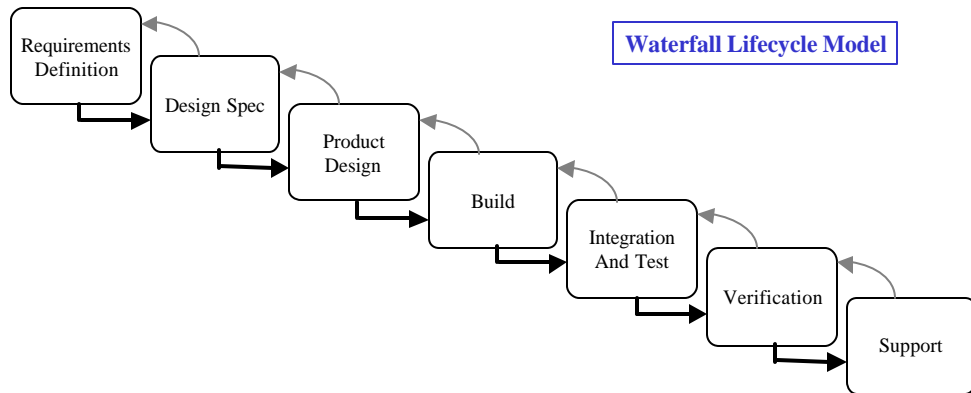 Waterfall Lifecycle Model
Requirements
Definition
Design Spec
Product
Design
Build
Integration
And Test
Verification
Support